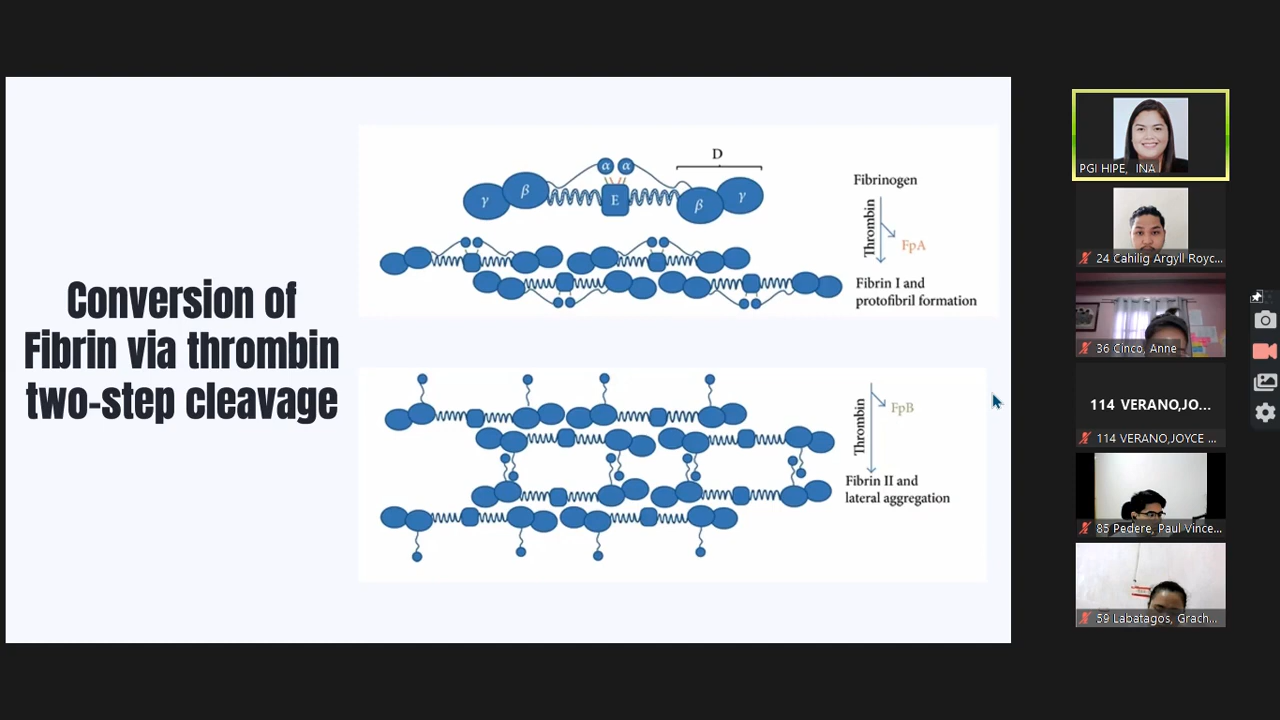 Conversion of
Fibrin via thrombin
two-step cleavage
α α
D
γ β E β γ
Fibrinogen
Thrombin
FpA
Fibrin I and
protofibril formation
Thrombin
FpB
Fibrin II and
lateral aggregation
PGI HIPE, INA
24 Cahilig Argyll Royc...
36 Cinco, Anne
114 VERANO,JO...
114 VERANO,JOYCE ...
85 Pedere, Paul Vince...
59 Labatagos, Grach...